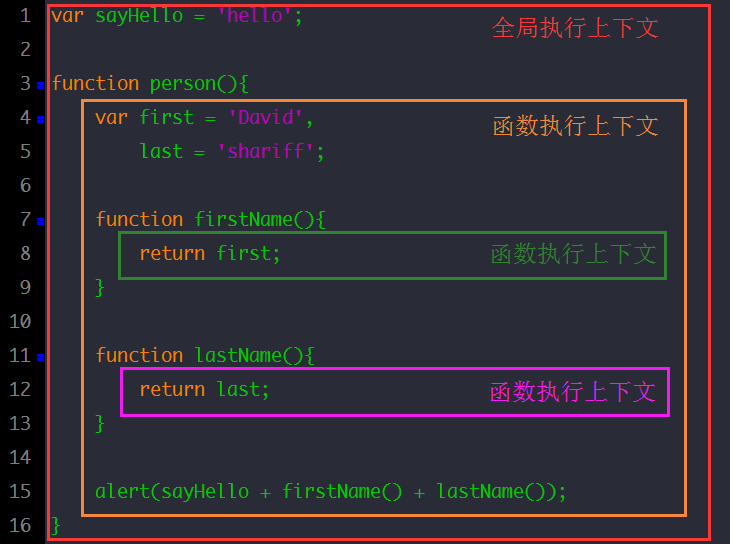 1 var sayHello = 'hello'; 全局执行上下文
2
3 function person(){
4 var first = 'David', 函数执行上下文
5 last = 'shariff';
6
7 function firstName(){
8 return first; 函数执行上下文
9 }
10
11 function lastName(){
12 return last; 函数执行上下文
13 }
14
15 alert(sayHello + firstName() + lastName());
16 }